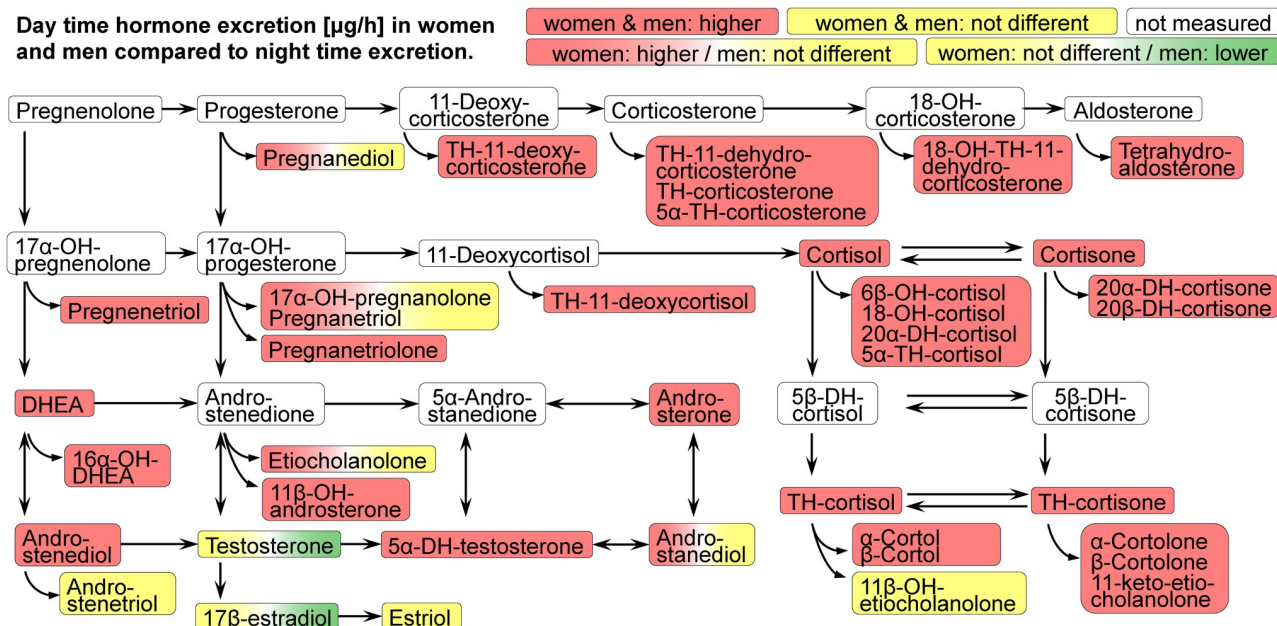 Day time hormone excretion [µg/h] in women
and men compared to night time excretion.
women & men: higher
women & men: not different
not measured
women: higher / men: not different
women: not different / men: lower
Pregnenolone
Progesterone
11-Deoxy-
corticosterone
Corticosterone
18-OH-
corticosterone
Aldosterone
Pregnanediol
TH-11-deoxy-
corticosterone
TH-11-dehydro-
corticosterone
TH-corticosterone
5α-TH-corticosterone
18-OH-TH-11-
dehydro-
corticosterone
Tetrahydro-
aldosterone
17α-OH-
pregnenolone
17α-OH-
progesterone
11-Deoxycortisol
Cortisol
Cortisone
Pregnenetriol
17α-OH-pregnanolone
Pregnanetriol
Pregnanetriolone
TH-11-deoxycortisol
6β-OH-cortisol
18-OH-cortisol
20α-DH-cortisol
5α-TH-cortisol
20α-DH-cortisone
20β-DH-cortisone
DHEA
Andro-
stenedione
5α-Andro-
stanedione
Andro-
sterone
5β-DH-
cortisol
5β-DH-
cortisone
16α-OH-
DHEA
Etiocholanolone
11β-OH-
androsterone
TH-cortisol
TH-cortisone
Andro-
stenediol
Testosterone
5α-DH-testosterone
Andro-
stanediol
α-Cortol
β-Cortol
11β-OH-
etiocholanolone
α-Cortolone
β-Cortolone
11-keto-etio-
cholanolone
Andro-
stenetriol
17β-estradiol
Estriol